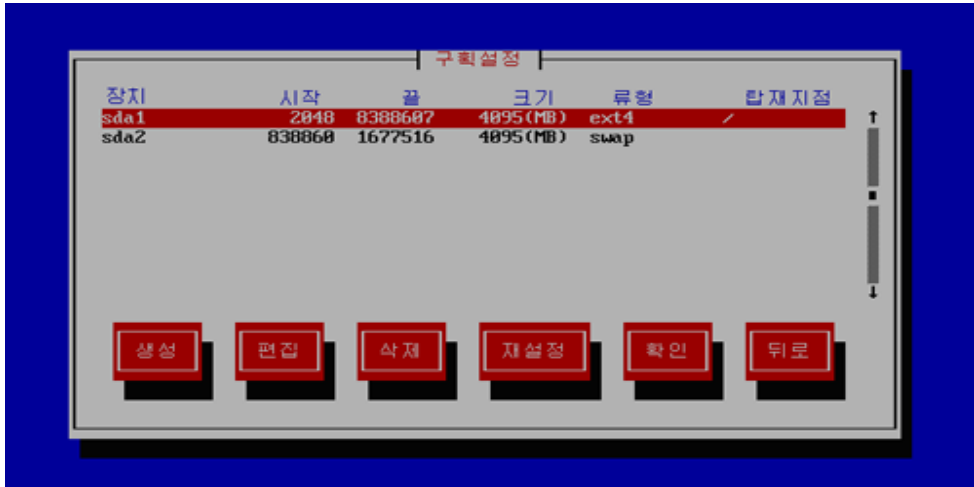 구획설정
장치 시작 끝 크기 류형 탑재지점
sda1 2048 8388607 4095(MB) ext4 /
sda2 838860 1677516 4095(MB) swap
생성 편집 삭제 재설정 확인 뒤로